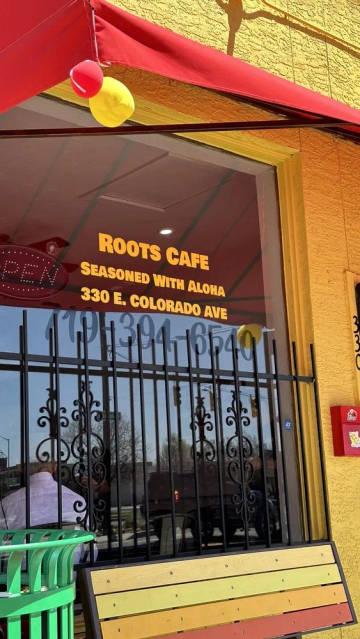 ROOTS CAFE
SEASONED WITH ALOHA
330 E. COLORADO AVE
OPEN
(719) 394-6540